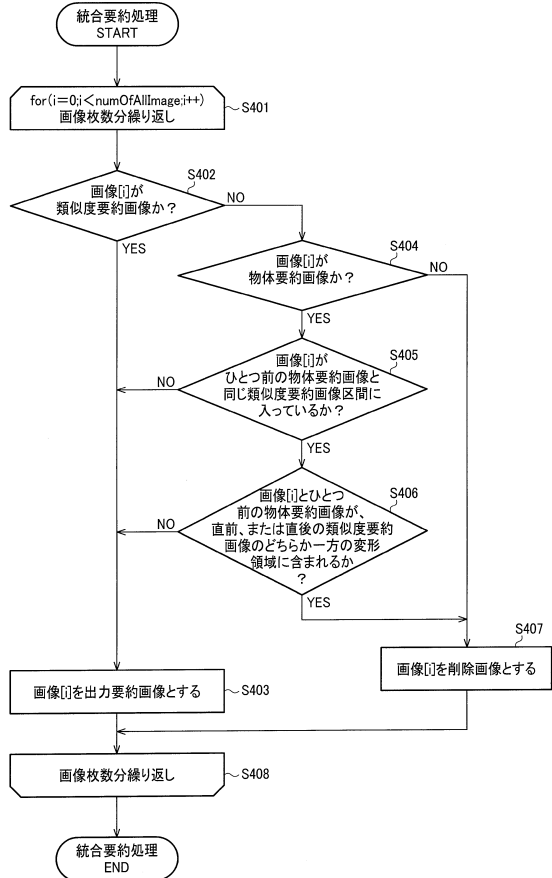 統合要約処理
START
for(i=0;i<numOfAllImage;i++)
画像枚数分繰り返し
S401
画像[i]が
類似度要約画像か？
S402
NO
YES
画像[i]が
物体要約画像か？
S404
NO
YES
画像[i]が
ひとつ前の物体要約画像と
同じ類似度要約画像区間に
入っているか？
S405
NO
YES
画像[i]とひとつ
前の物体要約画像が、
直前、または直後の類似度要約
画像のどちらか一方の変形
領域に含まれるか
？
S406
NO
YES
S407
画像[i]を削除画像とする
画像[i]を出力要約画像とする
S403
画像枚数分繰り返し
S408
統合要約処理
END